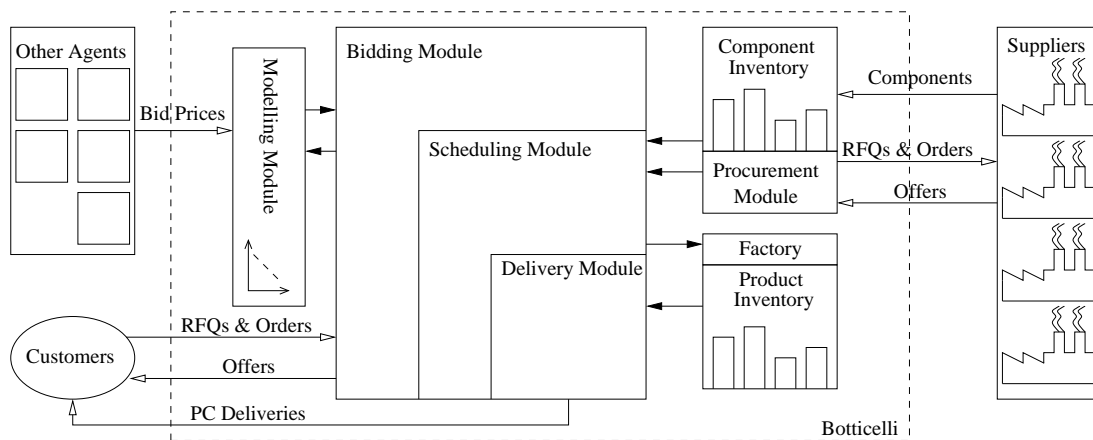 Other Agents
Bid Prices
Modelling Module
Bidding Module
Scheduling Module
Delivery Module
Component
Inventory
Procurement
Module
Factory
Product
Inventory
Suppliers
Components
RFQs & Orders
Offers
Customers
RFQs & Orders
Offers
PC Deliveries
Botticelli